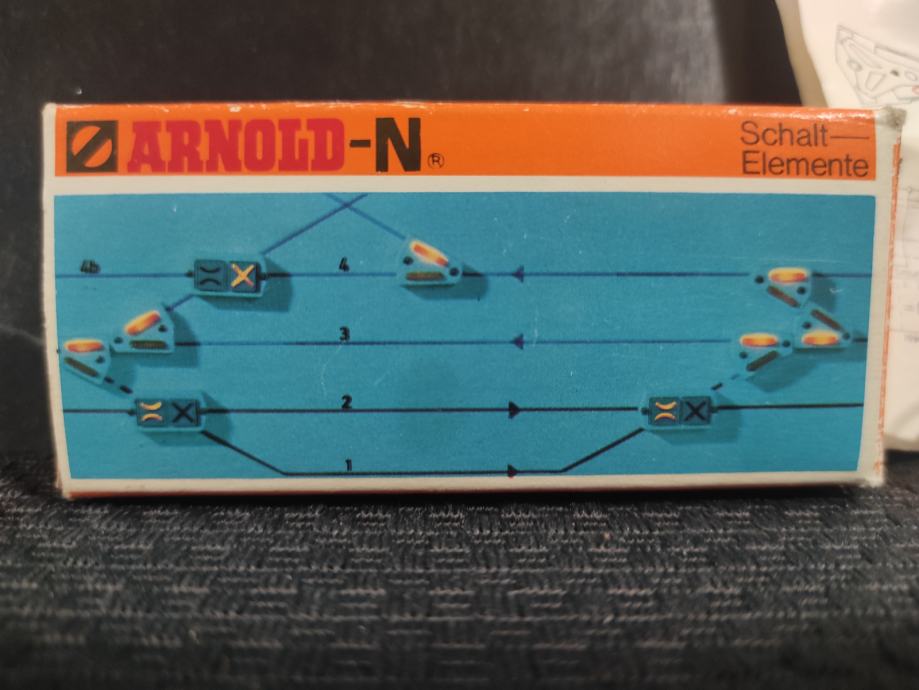 ARNOLD-N®
Schalt—
Elemente
4b
4
3
2
1